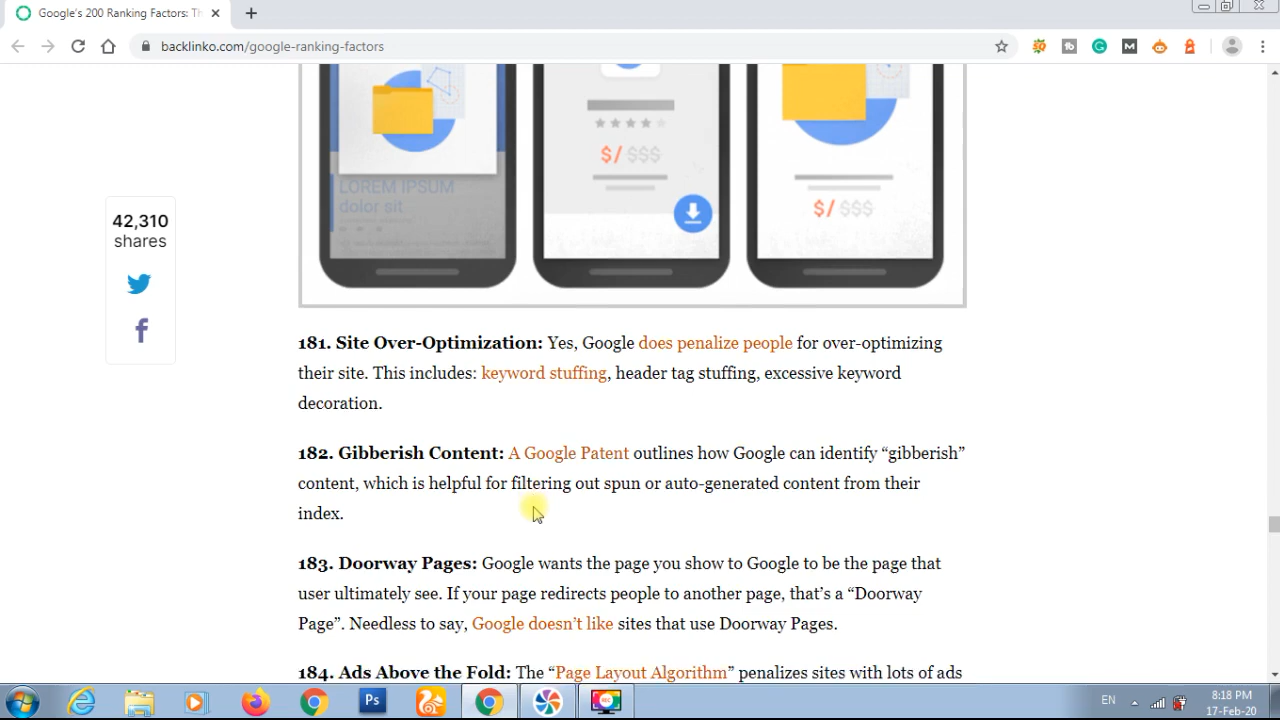 Google's 200 Ranking Factors: Th
backlinko.com/google-ranking-factors
LOREM IPSUM
dolor sit
$/ $$$
$/ $$$
42,310
shares
181. Site Over-Optimization: Yes, Google does penalize people for over-optimizing
their site. This includes: keyword stuffing, header tag stuffing, excessive keyword
decoration.
182. Gibberish Content: A Google Patent outlines how Google can identify “gibberish”
content, which is helpful for filtering out spun or auto-generated content from their
index.
183. Doorway Pages: Google wants the page you show to Google to be the page that
user ultimately see. If your page redirects people to another page, that’s a “Doorway
Page”. Needless to say, Google doesn’t like sites that use Doorway Pages.
184. Ads Above the Fold: The “Page Layout Algorithm” penalizes sites with lots of ads
Ps
REC
EN
8:18 PM
17-Feb-20